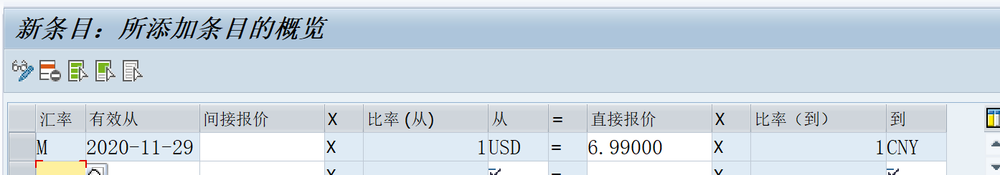 新条目：所添加条目的概览
汇率 有效从 间接报价 X 比率 (从) 从 = 直接报价 X 比率（到） 到
M 2020-11-29 X 1 USD = 6.99000 X 1 CNY
X = X